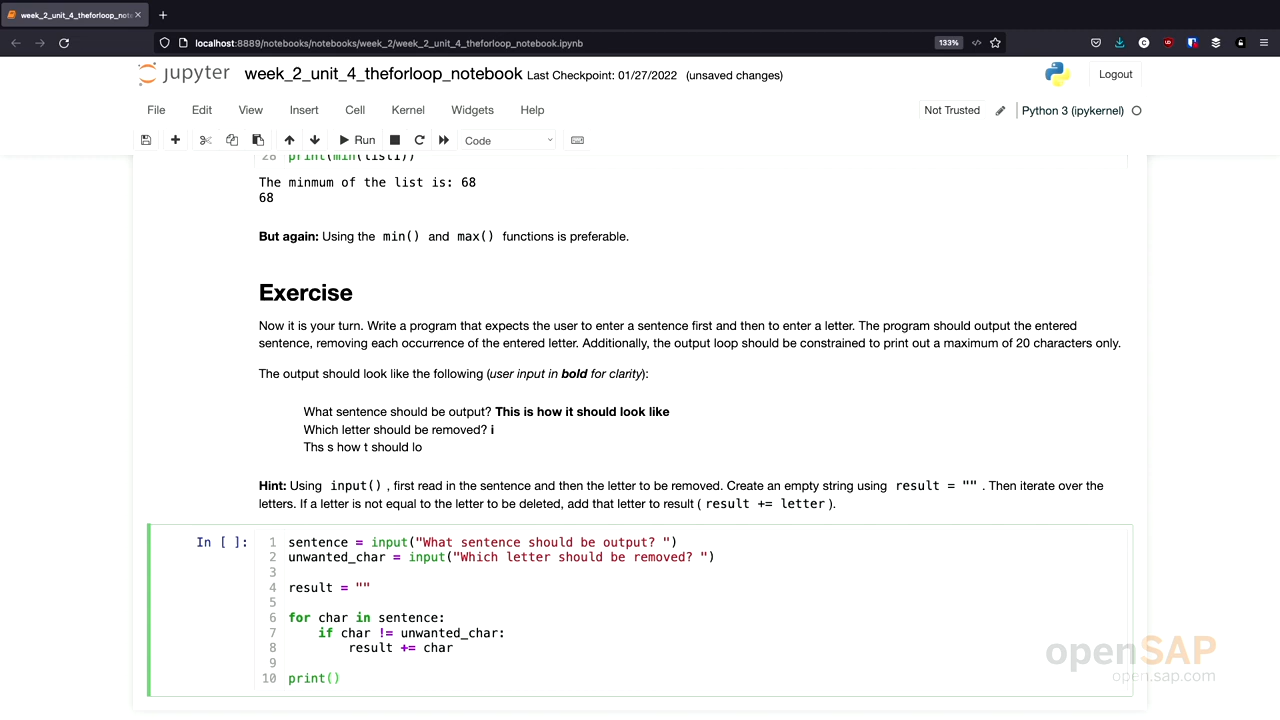 week_2_unit_4_theforloop_not
localhost:8889/notebooks/notebooks/week_2/week_2_unit_4_theforloop_notebook.ipynb
133%
jupyter week_2_unit_4_theforloop_notebook Last Checkpoint: 01/27/2022 (unsaved changes)
Logout
File Edit View Insert Cell Kernel Widgets Help
Not Trusted Python 3 (ipykernel)
Run Code
28 print(min(list1))
The minmum of the list is: 68
68
But again: Using the min() and max() functions is preferable.
Exercise
Now it is your turn. Write a program that expects the user to enter a sentence first and then to enter a letter. The program should output the entered
sentence, removing each occurrence of the entered letter. Additionally, the output loop should be constrained to print out a maximum of 20 characters only.
The output should look like the following (user input in bold for clarity):
What sentence should be output? This is how it should look like
Which letter should be removed? i
Ths s how t should lo
Hint: Using input() , first read in the sentence and then the letter to be removed. Create an empty string using result = "" . Then iterate over the
letters. If a letter is not equal to the letter to be deleted, add that letter to result ( result += letter ).
In [ ]:
1 sentence = input("What sentence should be output? ")
2 unwanted_char = input("Which letter should be removed? ")
3
4 result = ""
5
6 for char in sentence:
7 if char != unwanted_char:
8 result += char
9
10 print()
openSAP
open.sap.com